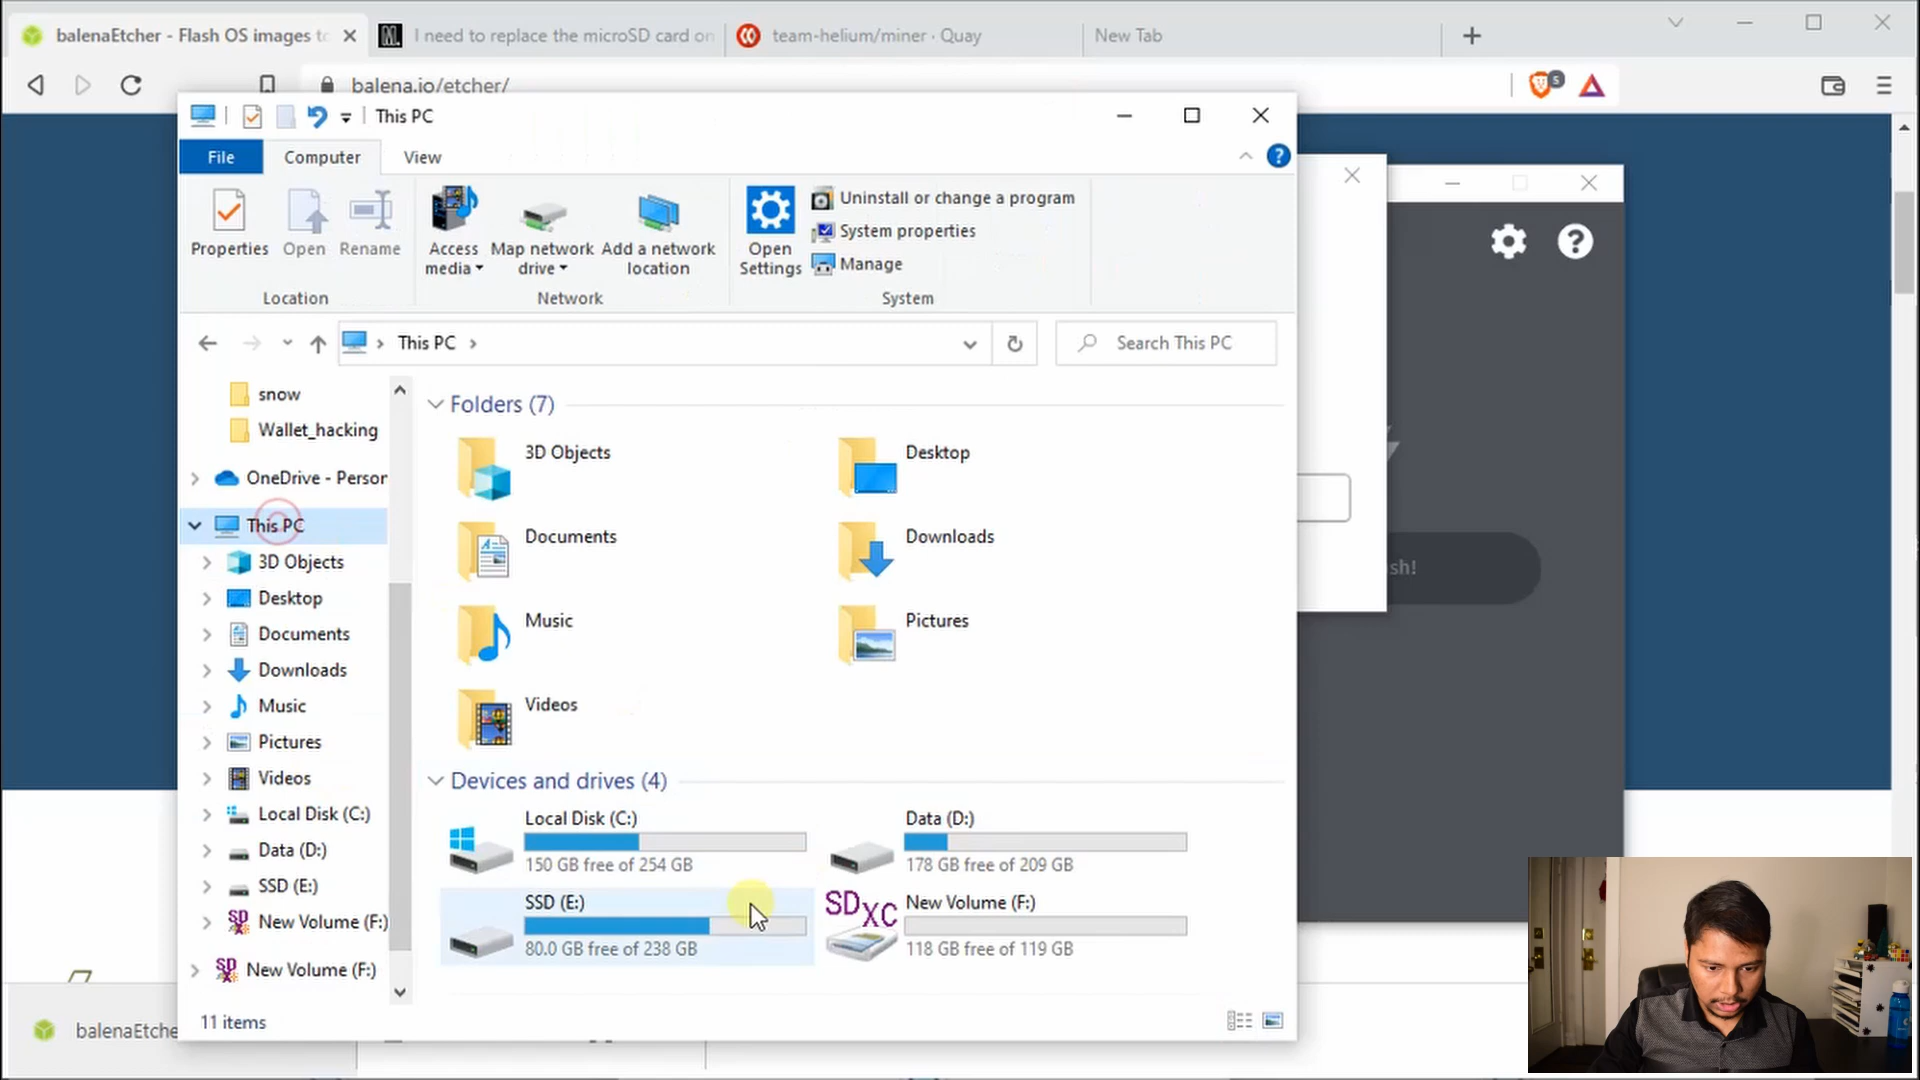 balenaEtcher - Flash OS images to
I need to replace the microSD card on
team-helium/miner · Quay
New Tab
balena.io/etcher/
5
This PC
File
Computer
View
Properties
Open
Rename
Access media
Map network drive
Add a network location
Open Settings
Uninstall or change a program
System properties
Manage
Location
Network
System
This PC
Search This PC
snow
Wallet_hacking
OneDrive - Person
This PC
3D Objects
Desktop
Documents
Downloads
Music
Pictures
Videos
Local Disk (C:)
Data (D:)
SSD (E:)
New Volume (F:)
New Volume (F:)
Folders (7)
3D Objects
Desktop
Documents
Downloads
Music
Pictures
Videos
Devices and drives (4)
Local Disk (C:)
150 GB free of 254 GB
Data (D:)
178 GB free of 209 GB
SSD (E:)
80.0 GB free of 238 GB
SDXC
New Volume (F:)
118 GB free of 119 GB
11 items
sh!
balenaEtche